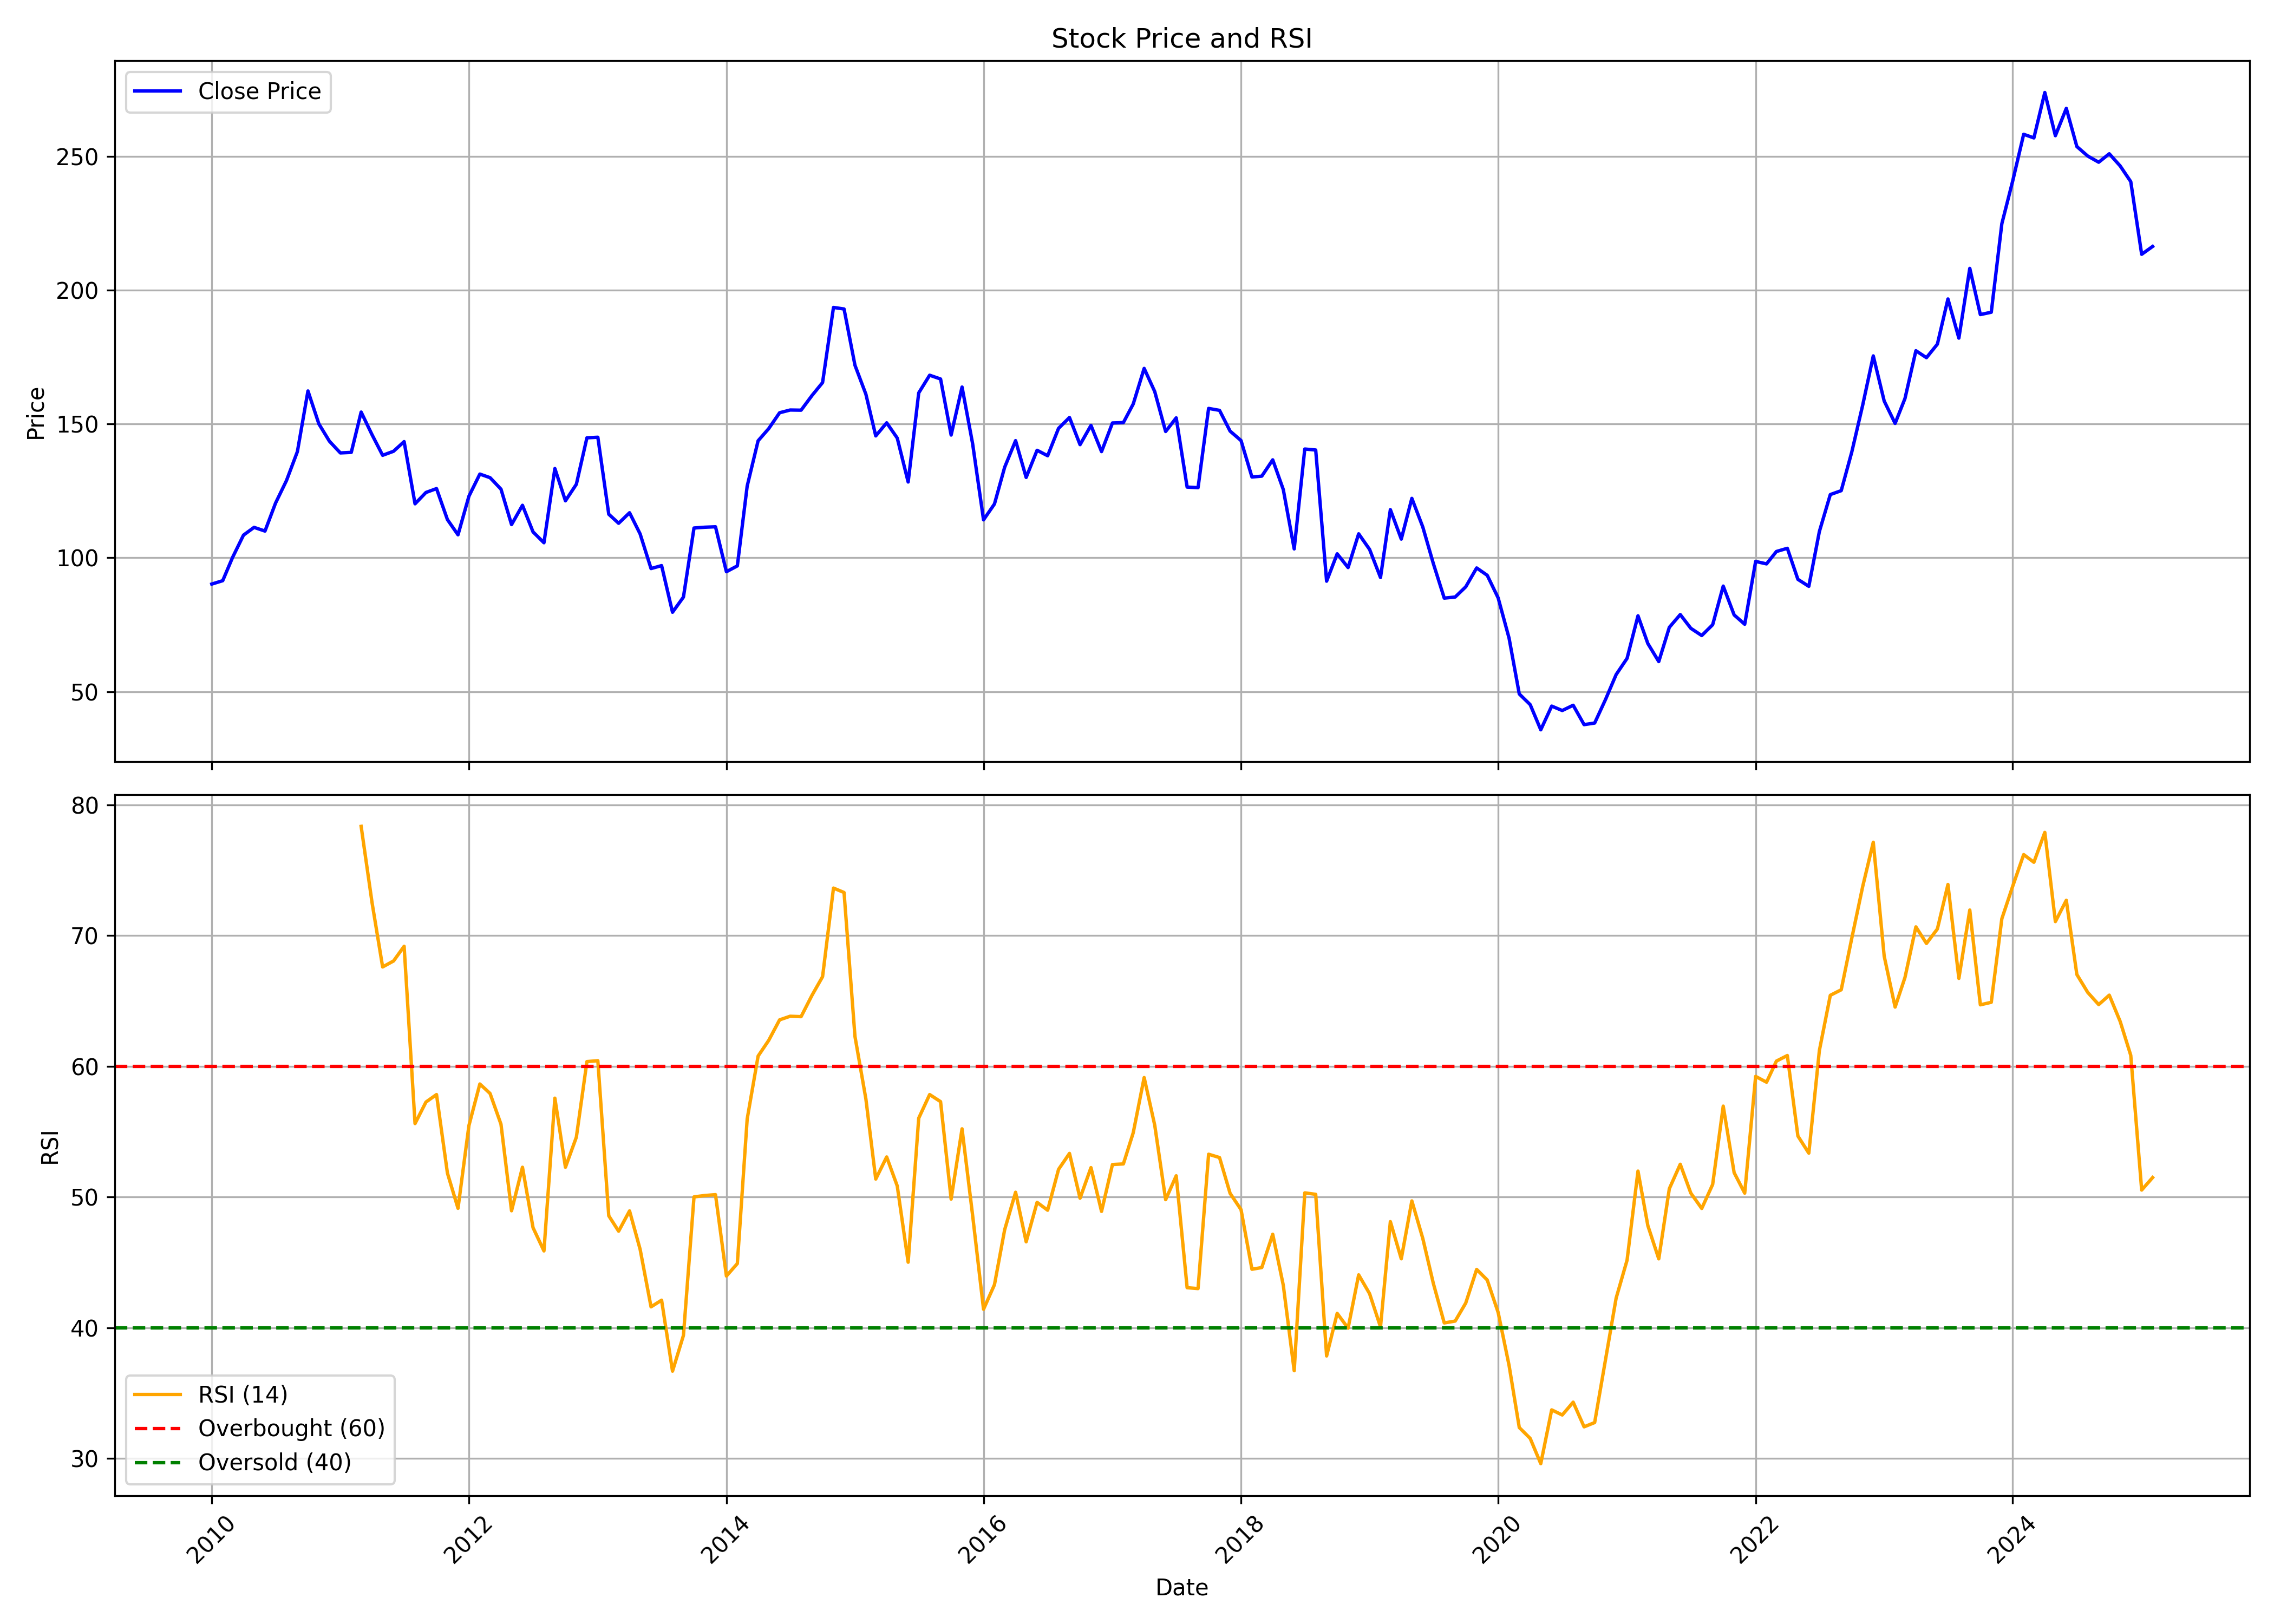 Stock Price and RSI
Close Price
Price
250
200
150
100
50
RSI
80
70
60
50
40
30
RSI (14)
Overbought (60)
Oversold (40)
2010
2012
2014
2016
2018
2020
2022
2024
Date